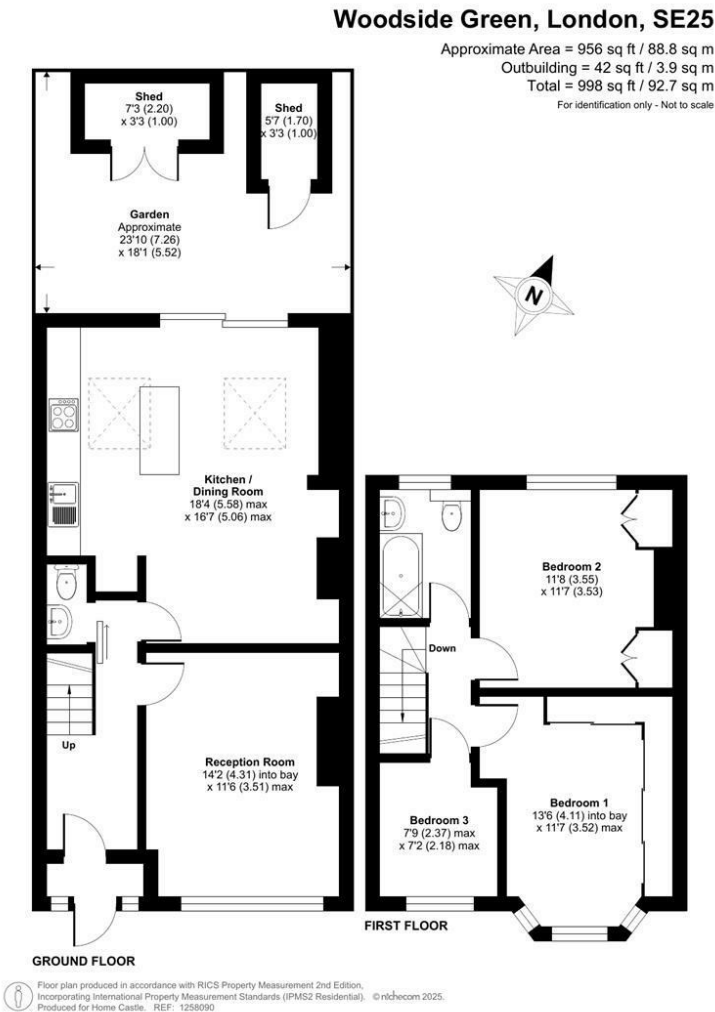 Woodside Green, London, SE25
Approximate Area = 956 sq ft / 88.8 sq m
Outbuilding = 42 sq ft / 3.9 sq m
Total = 998 sq ft / 92.7 sq m
For identification only - Not to scale
Shed
7'3 (2.20)
x 3'3 (1.00)
Shed
5'7 (1.70)
x 3'3 (1.00)
Garden
Approximate
23'10 (7.26)
x 18'1 (5.52)
N
Kitchen /
Dining Room
18'4 (5.58) max
x 16'7 (5.06) max
Up
Reception Room
14'2 (4.31) into bay
x 11'6 (3.51) max
GROUND FLOOR
Bedroom 2
11'8 (3.55)
x 11'7 (3.53)
Down
Bedroom 1
13'6 (4.11) into bay
x 11'7 (3.52) max
Bedroom 3
7'9 (2.37) max
x 7'2 (2.18) max
FIRST FLOOR
Floor plan produced in accordance with RICS Property Measurement 2nd Edition,
Incorporating International Property Measurement Standards (IPMS2 Residential). © nichecom 2025.
Produced for Home Castle. REF: 1258090